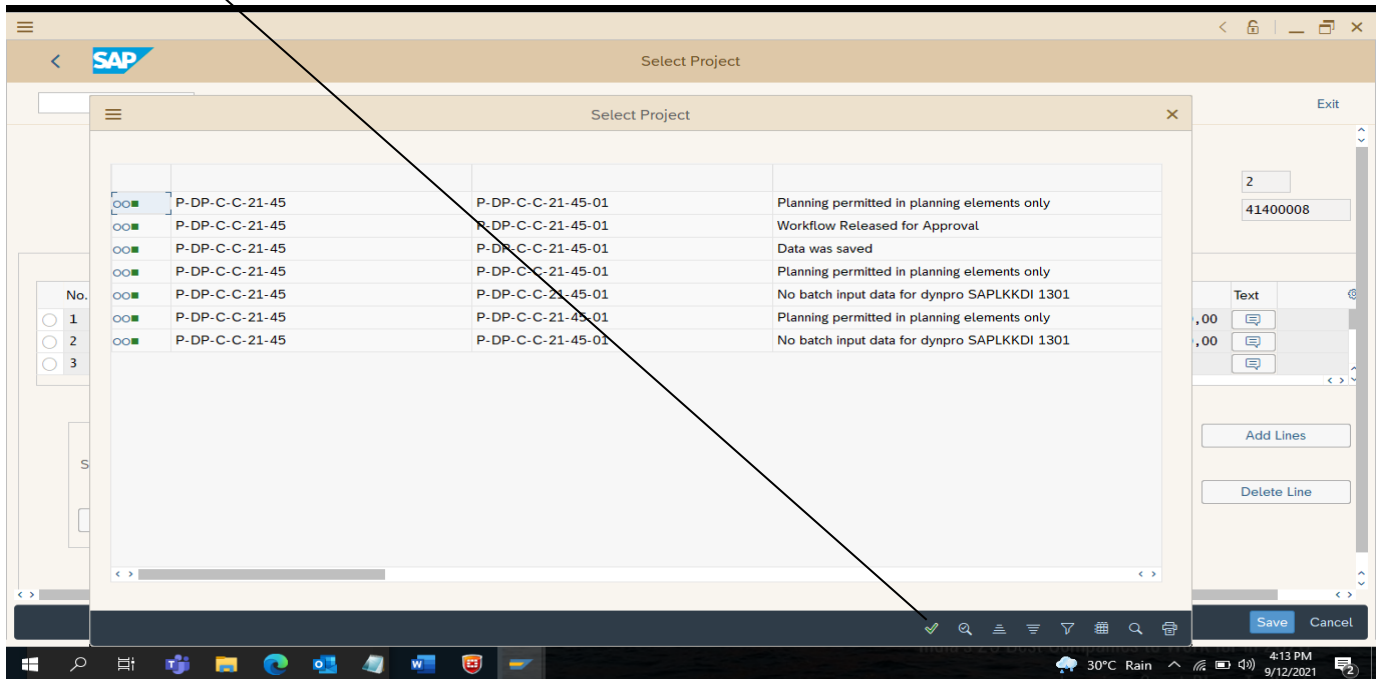 SAP
Select Project
Exit
Select Project
2
41400008
P-DP-C-C-21-45 P-DP-C-C-21-45-01 Planning permitted in planning elements only
P-DP-C-C-21-45 P-DP-C-C-21-45-01 Workflow Released for Approval
P-DP-C-C-21-45 P-DP-C-C-21-45-01 Data was saved
P-DP-C-C-21-45 P-DP-C-C-21-45-01 Planning permitted in planning elements only
P-DP-C-C-21-45 P-DP-C-C-21-45-01 No batch input data for dynpro SAPLKKDI 1301
P-DP-C-C-21-45 P-DP-C-C-21-45-01 Planning permitted in planning elements only
P-DP-C-C-21-45 P-DP-C-C-21-45-01 No batch input data for dynpro SAPLKKDI 1301
No. Text
1 ,00
2 ,00
3
Add Lines
S
Delete Line
Save Cancel
30°C Rain
4:13 PM
9/12/2021
2